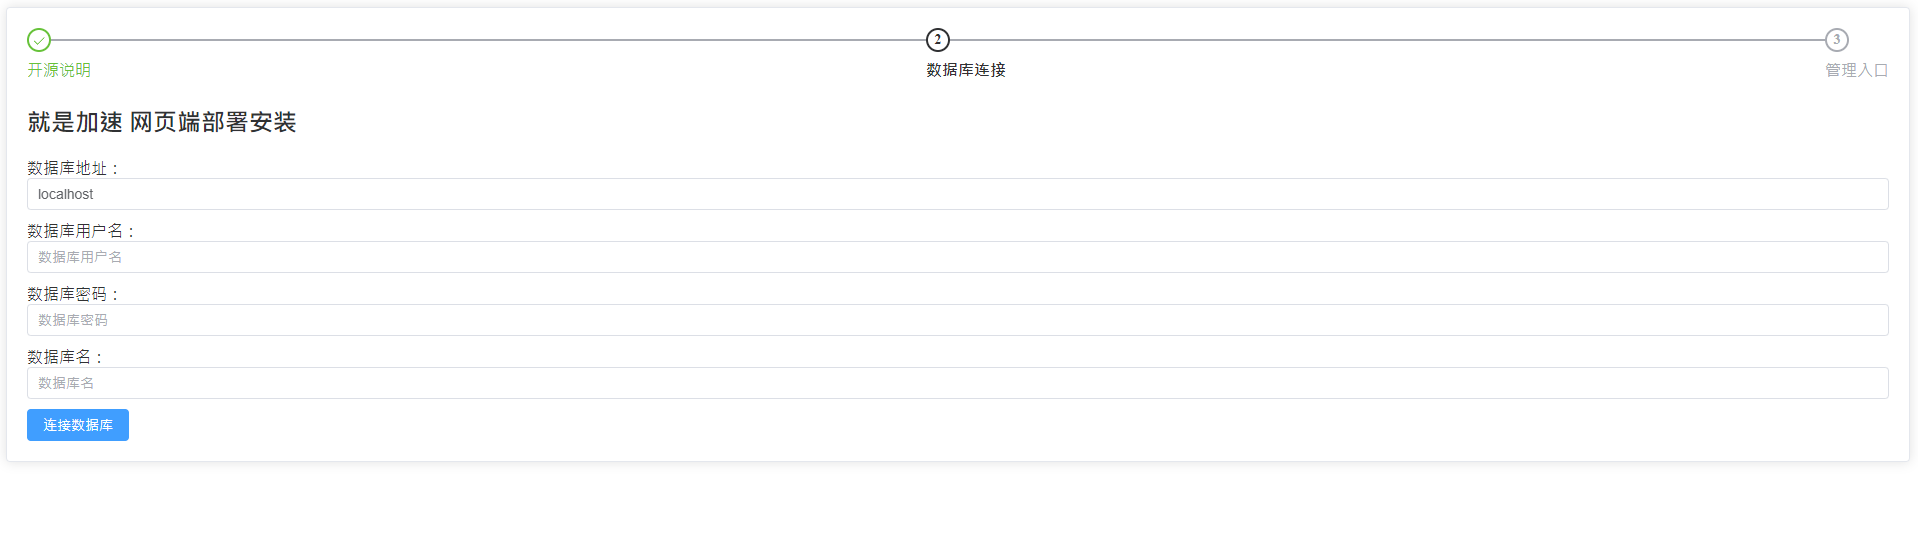 2
3
开源说明
数据库连接
管理入口
就是加速 网页端部署安装
数据库地址：
localhost
数据库用户名：
数据库用户名
数据库密码：
数据库密码
数据库名：
数据库名
连接数据库